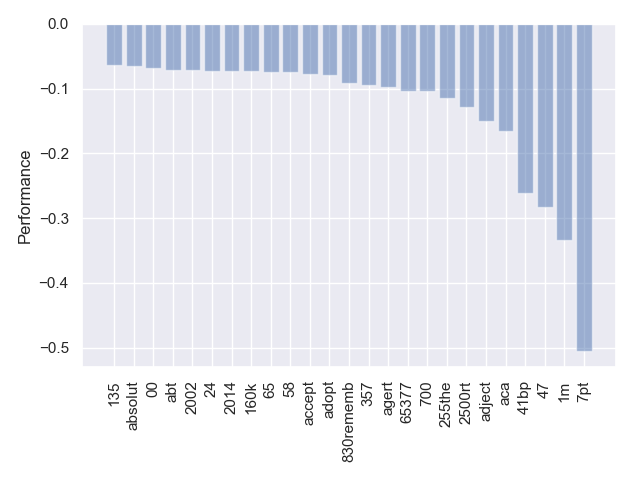 0.0
−0.1
−0.2
−0.3
−0.4
−0.5
Performance
135
absolut
00
abt
2002
24
2014
160k
65
58
accept
adopt
830rememb
357
agert
65377
700
255the
2500rt
adject
aca
41bp
47
1m
7pt